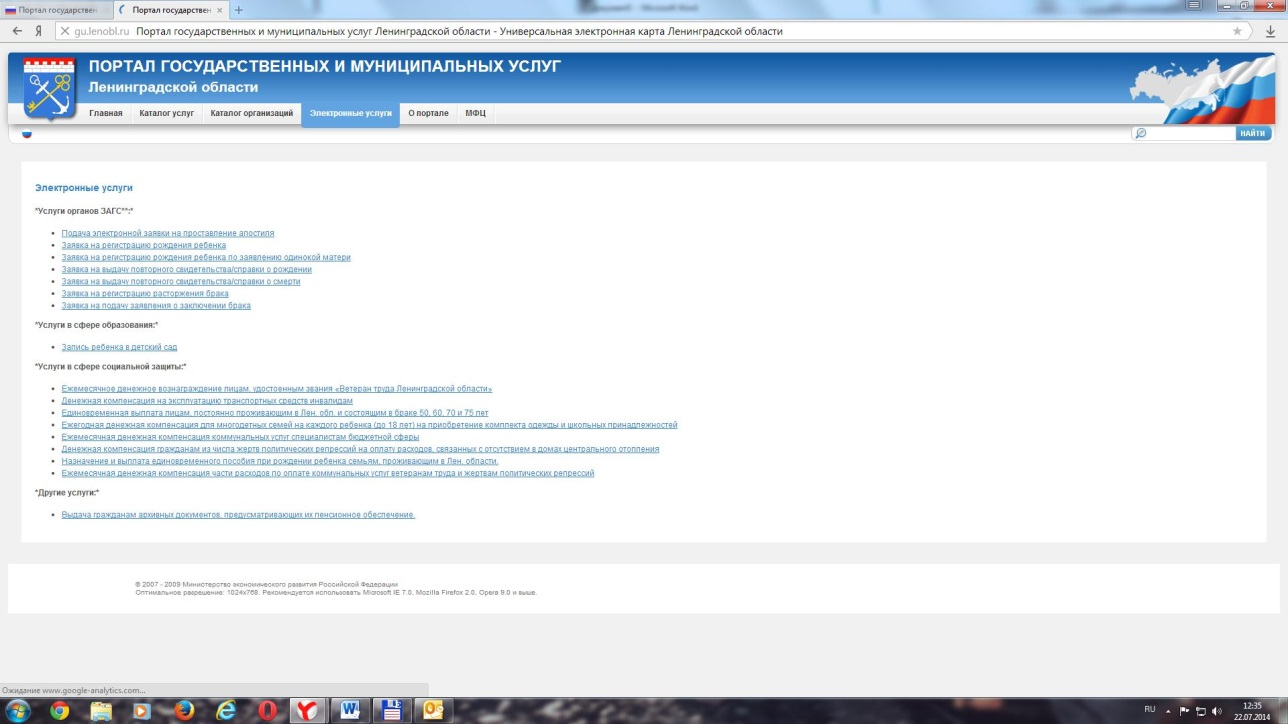 Портал государствен
Портал государствен
gu.lenobl.ru Портал государственных и муниципальных услуг Ленинградской области - Универсальная электронная карта Ленинградской области
ПОРТАЛ ГОСУДАРСТВЕННЫХ И МУНИЦИПАЛЬНЫХ УСЛУГ
Ленинградской области
Главная Каталог услуг Каталог организаций Электронные услуги О портале МФЦ
НАЙТИ
Электронные услуги
*Услуги органов ЗАГС**:*
Подача электронной заявки на проставление апостиля
Заявка на регистрацию рождения ребенка
Заявка на регистрацию рождения ребенка по заявлению одинокой матери
Заявка на выдачу повторного свидетельства/справки о рождении
Заявка на выдачу повторного свидетельства/справки о смерти
Заявка на регистрацию расторжения брака
Заявка на подачу заявления о заключении брака
*Услуги в сфере образования:*
Запись ребенка в детский сад
*Услуги в сфере социальной защиты:*
Ежемесячное денежное вознаграждение лицам, удостоенным звания «Ветеран труда Ленинградской области»
Денежная компенсация на эксплуатацию транспортных средств инвалидам
Единовременная выплата лицам, постоянно проживающим в Лен. обл. и состоящим в браке 50, 60, 70 и 75 лет
Ежегодная денежная компенсация для многодетных семей на каждого ребенка (до 18 лет) на приобретение комплекта одежды и школьных принадлежностей
Ежемесячная денежная компенсация коммунальных услуг специалистам бюджетной сферы
Денежная компенсация гражданам из числа жертв политических репрессий на оплату расходов, связанных с отсутствием в домах центрального отопления
Назначение и выплата единовременного пособия при рождении ребенка семьям, проживающим в Лен. области.
Ежемесячная денежная компенсация части расходов по оплате коммунальных услуг ветеранам труда и жертвам политических репрессий
*Другие услуги:*
Выдача гражданам архивных документов, предусматривающих их пенсионное обеспечение.
© 2007 - 2009 Министерство экономического развития Российской Федерации
Оптимальное разрешение: 1024x768. Рекомендуется использовать Microsoft IE 7.0, Mozilla Firefox 2.0, Opera 9.0 и выше.
Ожидание www.google-analytics.com...
RU
12:35
22.07.2014